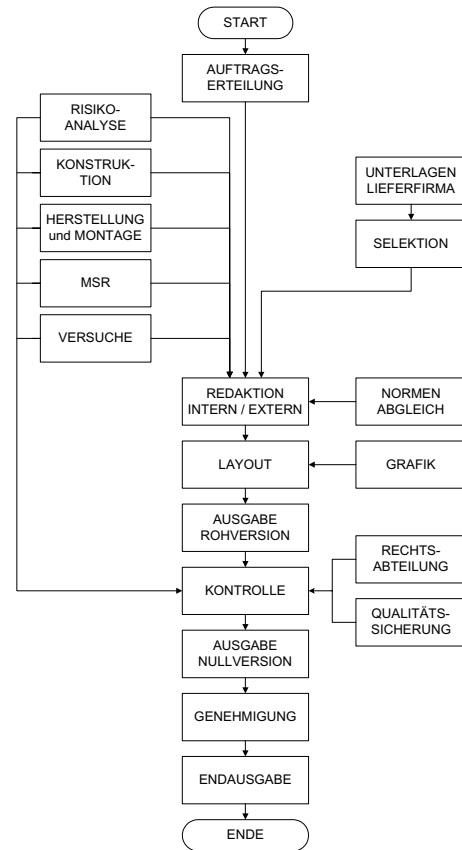 START
AUFTRAGS-
ERTEILUNG
RISIKO-
ANALYSE
KONSTRUK-
TION
HERSTELLUNG
und MONTAGE
MSR
VERSUCHE
UNTERLAGEN
LIEFERFIRMA
SELEKTION
REDAKTION
INTERN / EXTERN
NORMEN
ABGLEICH
LAYOUT
GRAFIK
AUSGABE
ROHVERSION
RECHTS-
ABTEILUNG
KONTROLLE
QUALITÄTS-
SICHERUNG
AUSGABE
NULLVERSION
GENEHMIGUNG
ENDAUSGABE
ENDE